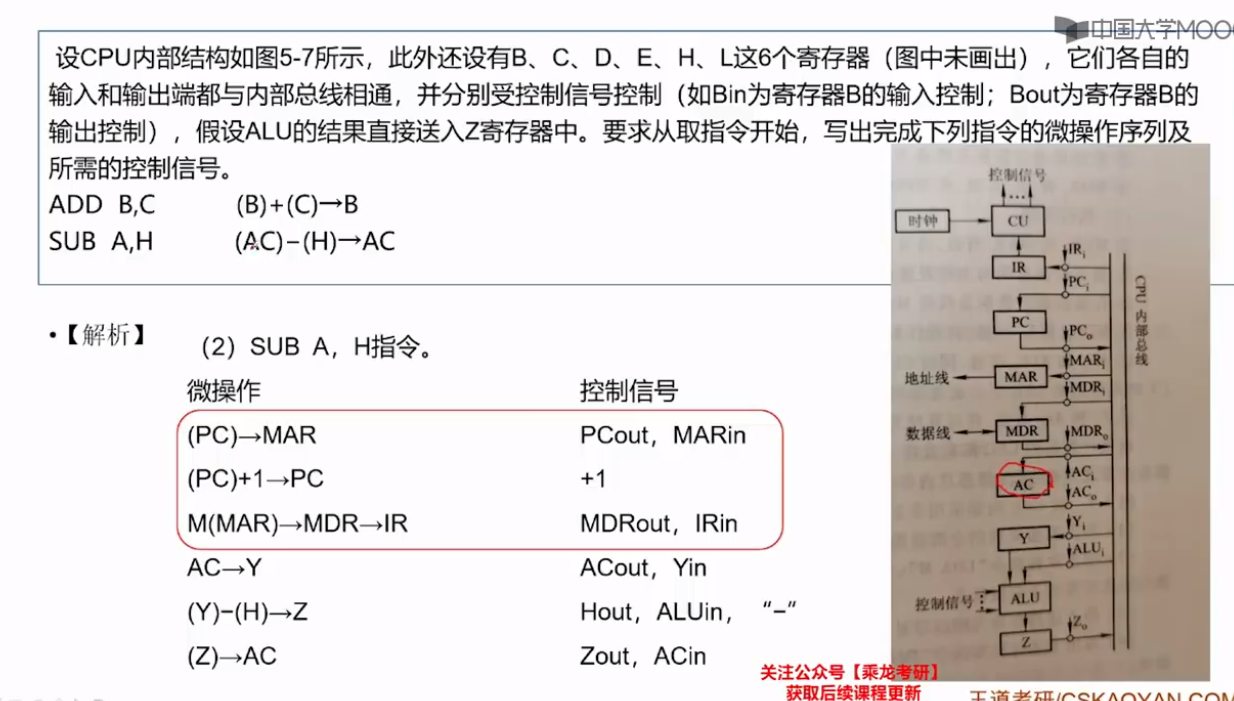 中国大学MOO
设CPU内部结构如图5-7所示，此外还设有B、C、D、E、H、L这6个寄存器（图中未画出），它们各自的
输入和输出端都与内部总线相通，并分别受控制信号控制（如Bin为寄存器B的输入控制；Bout为寄存器B的
输出控制），假设ALU的结果直接送入Z寄存器中。要求从取指令开始，写出完成下列指令的微操作序列及
所需的控制信号。
ADD B,C (B)+(C)→B
SUB A,H (AC)−(H)→AC
•【解析】
（2）SUB A，H指令。
微操作 控制信号
(PC)→MAR PCout，MARin
(PC)+1→PC +1
M(MAR)→MDR→IR MDRout，IRin
AC→Y ACout，Yin
(Y)−(H)→Z Hout，ALUin，“−”
(Z)→AC Zout，ACin
控制信号
…
时钟
CU
IRi
IR
PCi
CPU内部总线
PC
PCo
MARi
地址线
MAR
MDRi
数据线
MDR
MDRo
ACi
AC
ACo
Yi
Y
ALUi
控制信号
ALU
Zo
Z
关注公众号【乘龙考研】
获取后续课程更新
王道考研/CSKAOYAN.COM